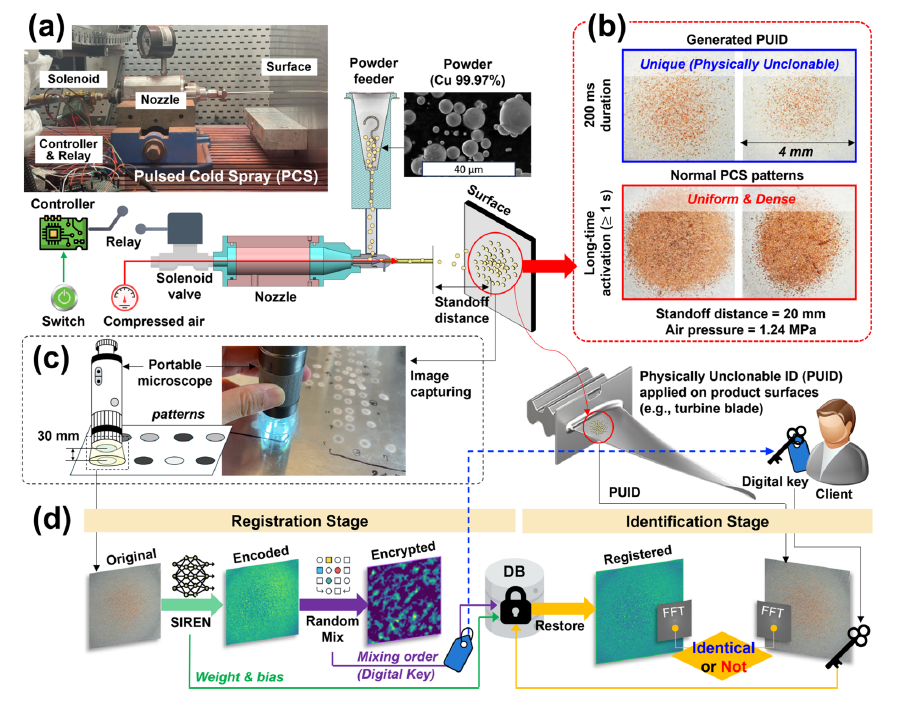 (a)
Solenoid
Surface
Nozzle
Controller
& Relay
Pulsed Cold Spray (PCS)
Powder
feeder
Powder
(Cu 99.97%)
40 μm
Controller
Relay
Solenoid
valve
Nozzle
Switch
Compressed air
Surface
Standoff
distance
(b)
Generated PUID
Unique (Physically Unclonable)
200 ms
duration
4 mm
Normal PCS patterns
Uniform & Dense
Long-time
activation (≥ 1 s)
Standoff distance = 20 mm
Air pressure = 1.24 MPa
(c)
Portable
microscope
patterns
30 mm
Image
capturing
Physically Unclonable ID (PUID)
applied on product surfaces
(e.g., turbine blade)
PUID
Digital key
Client
(d)
Registration Stage
Identification Stage
Original
SIREN
Encoded
Random
Mix
Encrypted
Mixing order
(Digital Key)
Weight & bias
DB
Restore
Registered
FFT
FFT
Identical
or Not